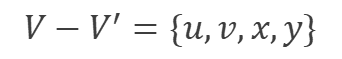 𝑉 − 𝑉′ = {𝑢, 𝑣, 𝑥, 𝑦}